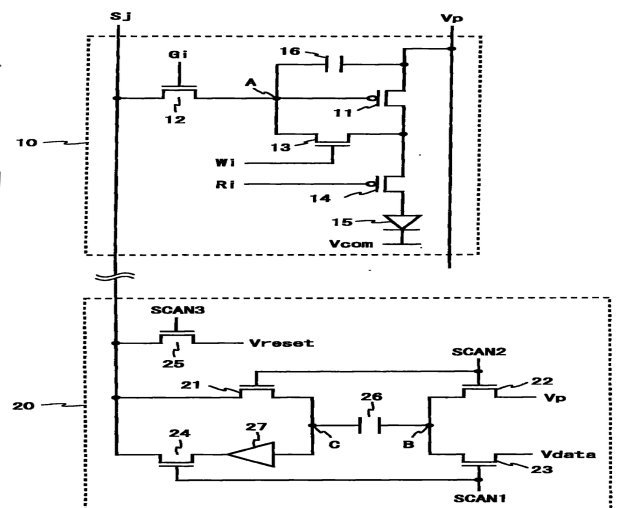 Sj
Vp
16
Gi
A
12
11
10
13
Wi
Ri
14
15
Vcom
SCAN3
Vreset
25
SCAN2
21
22
26
20
Vp
24
27
C
B
Vdata
23
SCAN1